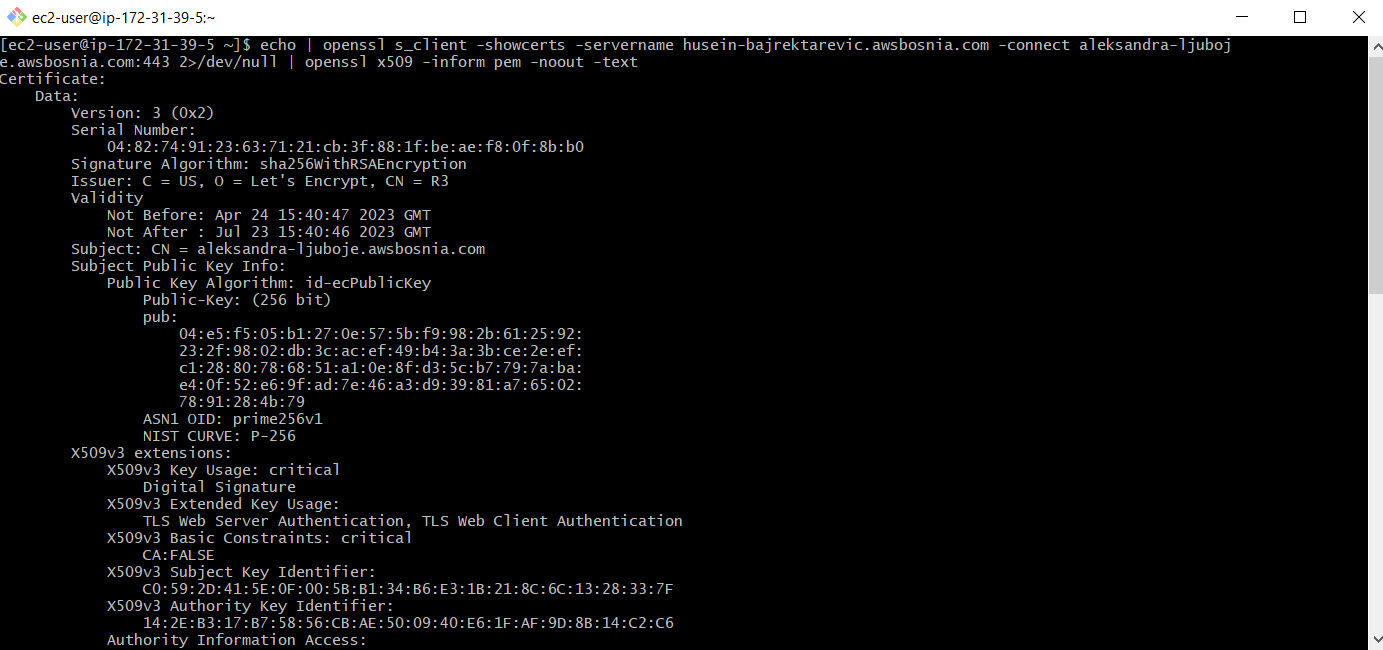 ec2-user@ip-172-31-39-5:~
[ec2-user@ip-172-31-39-5 ~]$ echo | openssl s_client -showcerts -servername husein-bajrektarevic.awsbosnia.com -connect aleksandra-ljuboj
e.awsbosnia.com:443 2>/dev/null | openssl x509 -inform pem -noout -text
Certificate:
Data:
Version: 3 (0x2)
Serial Number:
04:82:74:91:23:63:71:21:cb:3f:88:1f:be:ae:f8:0f:8b:b0
Signature Algorithm: sha256WithRSAEncryption
Issuer: C = US, O = Let's Encrypt, CN = R3
Validity
Not Before: Apr 24 15:40:47 2023 GMT
Not After : Jul 23 15:40:46 2023 GMT
Subject: CN = aleksandra-ljuboje.awsbosnia.com
Subject Public Key Info:
Public Key Algorithm: id-ecPublicKey
Public-Key: (256 bit)
pub:
04:e5:f5:05:b1:27:0e:57:5b:f9:98:2b:61:25:92:
23:2f:98:02:db:3c:ac:ef:49:b4:3a:3b:ce:2e:ef:
c1:28:80:78:68:51:a1:0e:8f:d3:5c:b7:79:7a:ba:
e4:0f:52:e6:9f:ad:7e:46:a3:d9:39:81:a7:65:02:
78:91:28:4b:79
ASN1 OID: prime256v1
NIST CURVE: P-256
X509v3 extensions:
X509v3 Key Usage: critical
Digital Signature
X509v3 Extended Key Usage:
TLS Web Server Authentication, TLS Web Client Authentication
X509v3 Basic Constraints: critical
CA:FALSE
X509v3 Subject Key Identifier:
C0:59:2D:41:5E:0F:00:5B:B1:34:B6:E3:1B:21:8C:6C:13:28:33:7F
X509v3 Authority Key Identifier:
14:2E:B3:17:B7:58:56:CB:AE:50:09:40:E6:1F:AF:9D:8B:14:C2:C6
Authority Information Access: